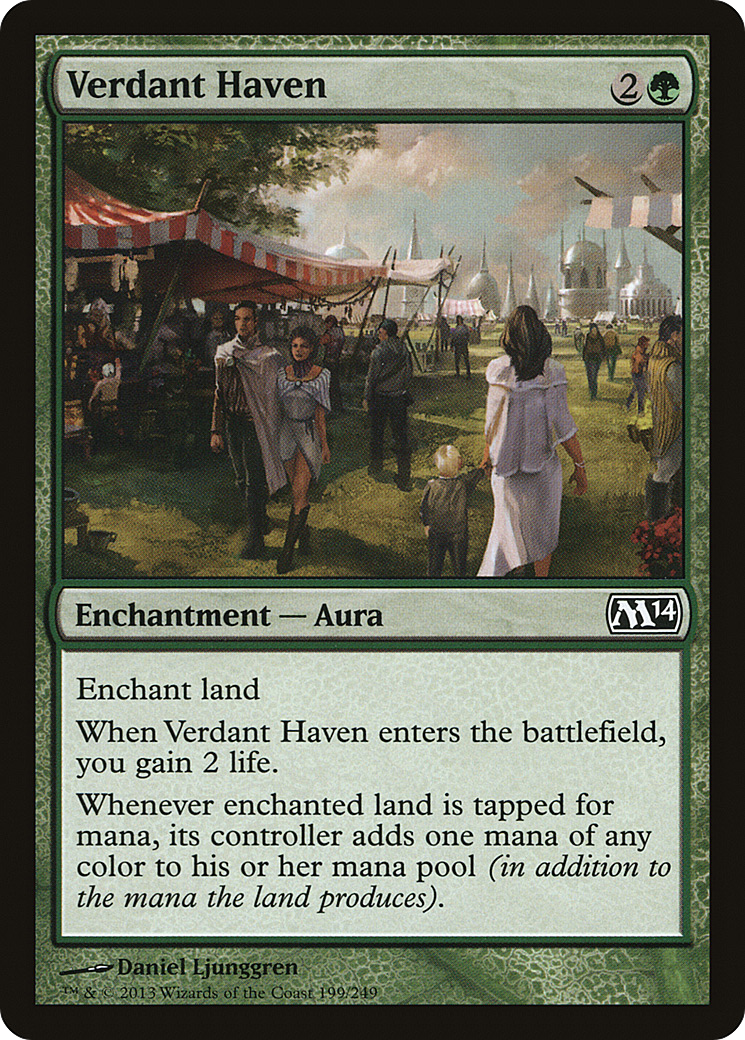 Verdant Haven 2
Enchantment — Aura M14
Enchant land
When Verdant Haven enters the battlefield,
you gain 2 life.
Whenever enchanted land is tapped for
mana, its controller adds one mana of any
color to his or her mana pool (in addition to
the mana the land produces).
Daniel Ljunggren
™ & © 2013 Wizards of the Coast 199/249